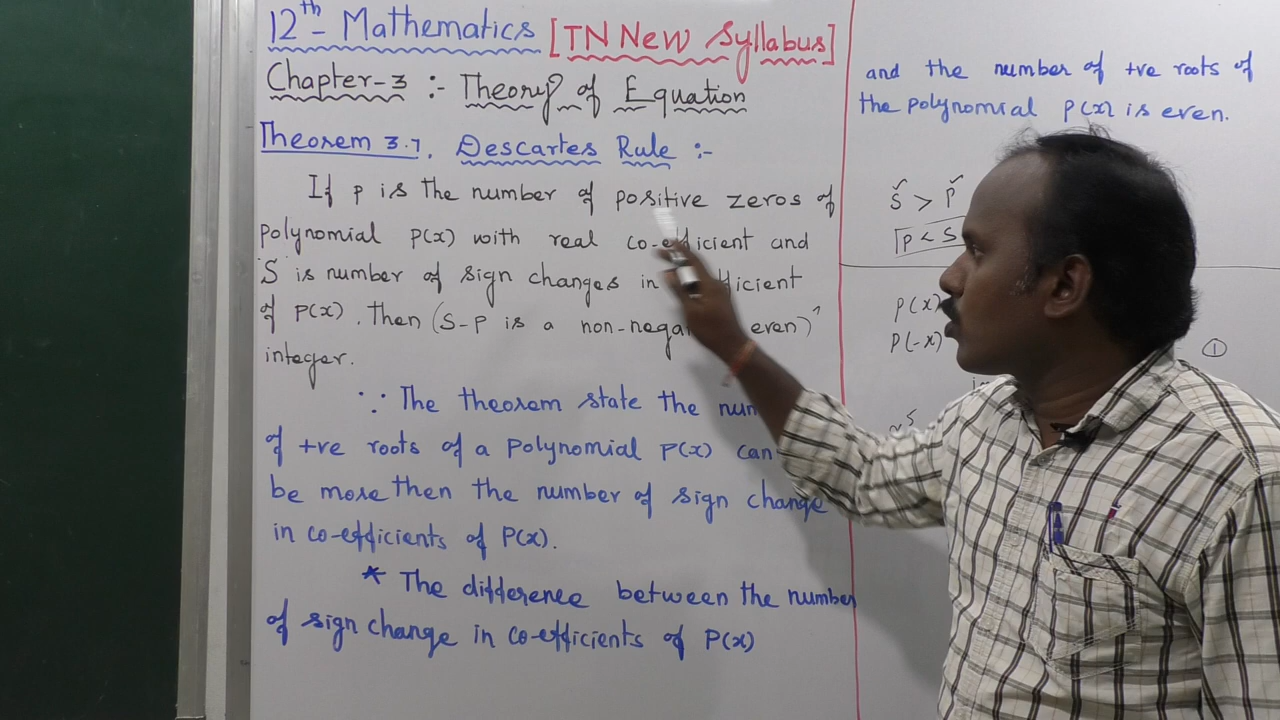 12th- Mathematics [TN New Syllabus]
Chapter-3 :- Theory of Equation
Theorem 3.7. Descartes Rule :-
If p is the number of positive zeros of
polynomial p(x) with real co-efficient and
'S' is number of sign changes in
of P(x). Then (S-P is a even)
integer.
∵ The theorem state the
of +ve roots of a polynomial P(x) can
be more then the number of sign change
in co-efficients of P(x).
* The difference between the number
of sign change in co-efficients of P(x)
and the number of +ve roots of
the polynomial p(x) is even.
S > P
p < S
P(x)
P(-x)
①